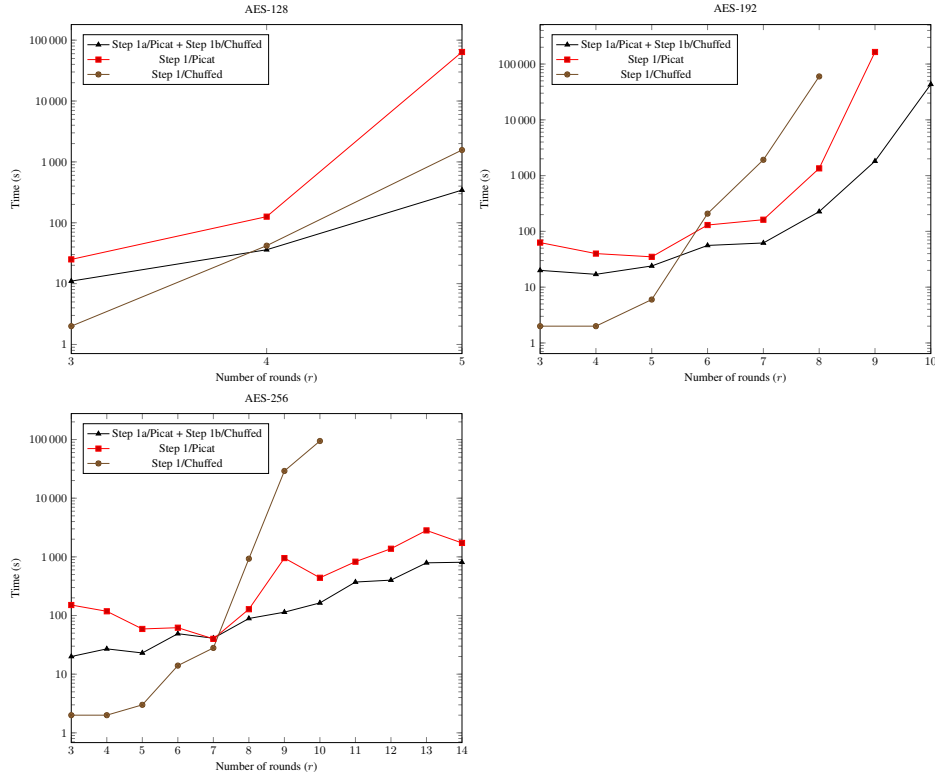 AES-128
Step 1a/Picat + Step 1b/Chuffed
Step 1/Picat
Step 1/Chuffed
100 000
10 000
1 000
100
10
1
Time (s)
3
4
5
Number of rounds (r)
AES-192
Step 1a/Picat + Step 1b/Chuffed
Step 1/Picat
Step 1/Chuffed
100 000
10 000
1 000
100
10
1
Time (s)
3
4
5
6
7
8
9
10
Number of rounds (r)
AES-256
Step 1a/Picat + Step 1b/Chuffed
Step 1/Picat
Step 1/Chuffed
100 000
10 000
1 000
100
10
1
Time (s)
3
4
5
6
7
8
9
10
11
12
13
14
Number of rounds (r)